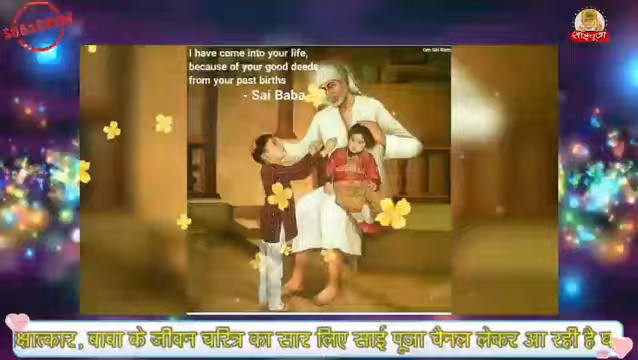 SUBSCRIBED
साईं पूजा
I have come into your life,
because of your good deeds
from your past births
- Sai Baba
क्षात्कार, बाबा के जीवन चरित्र का सार लिए साईं पूजा चैनल लेकर आ रही है